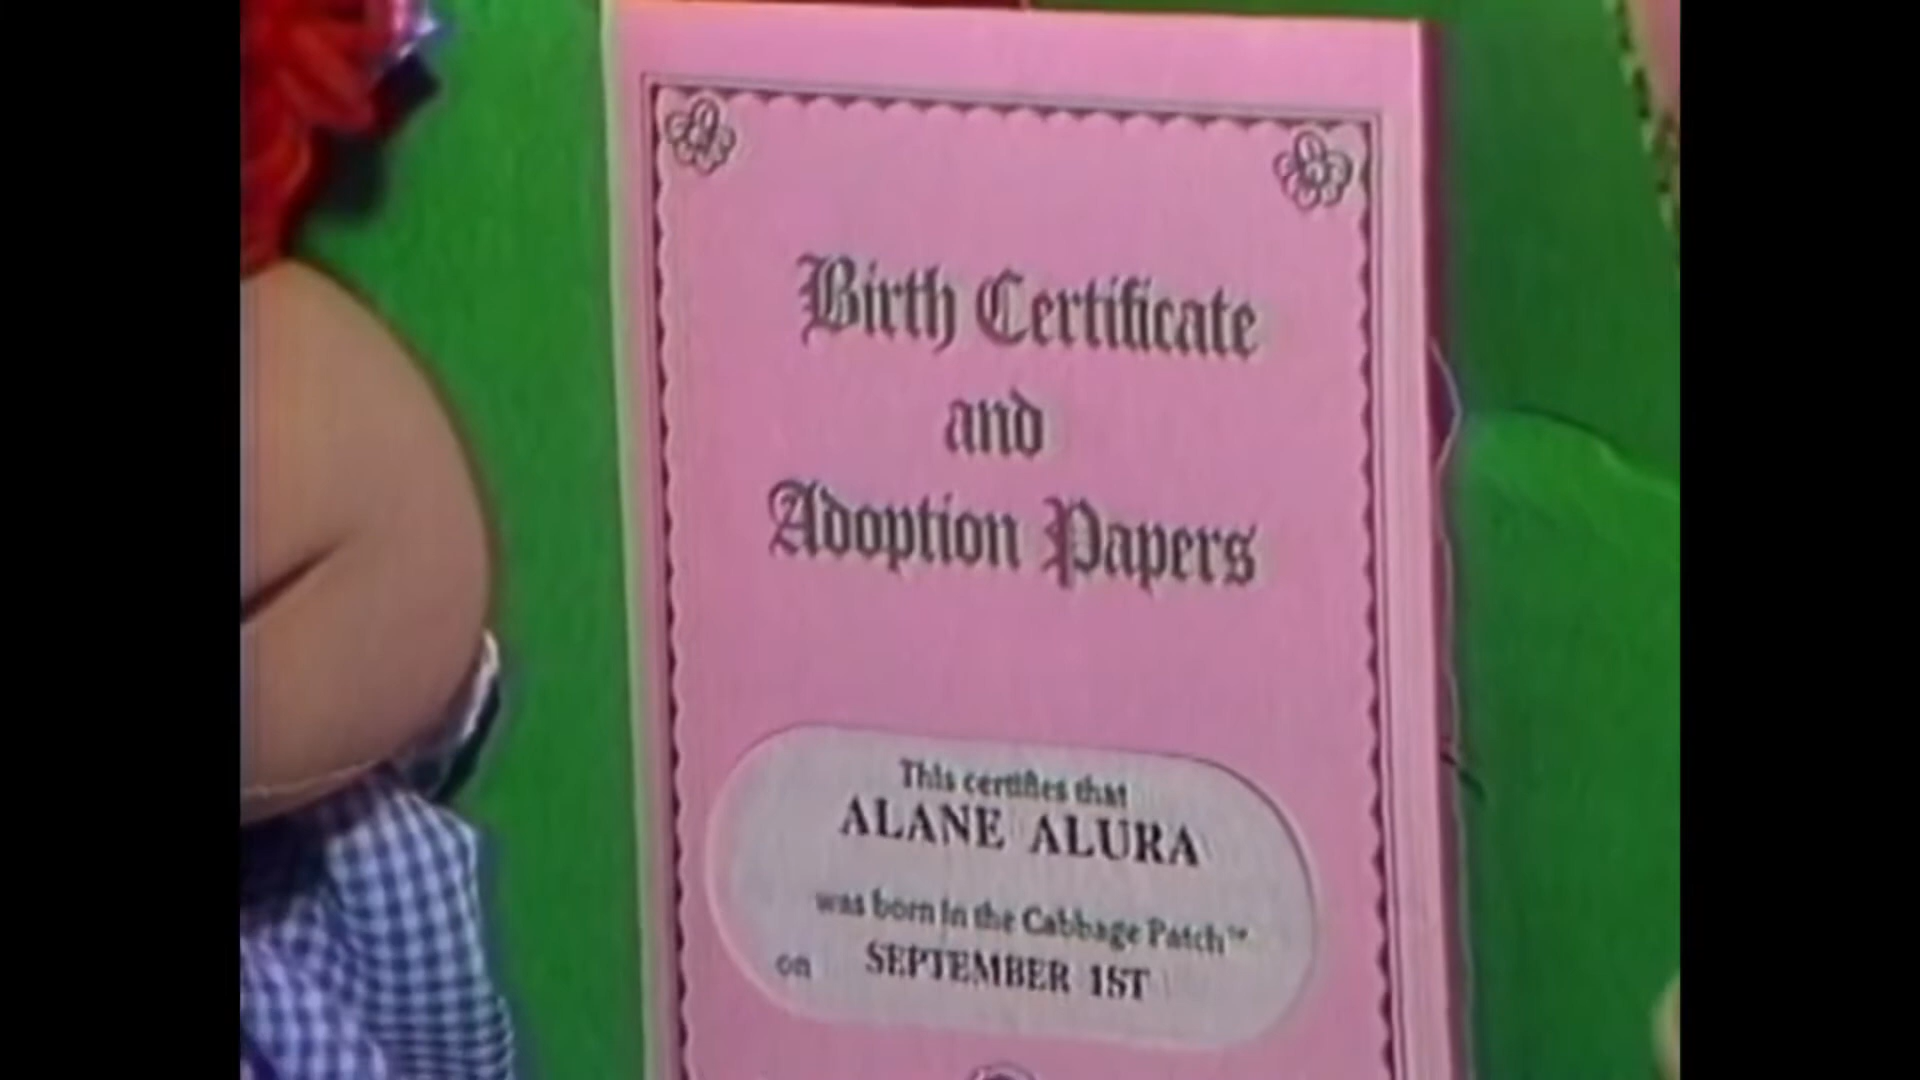 Birth Certificate
and
Adoption Papers
This certifies that
ALANE ALURA
was born in the Cabbage Patch™
on SEPTEMBER 1ST